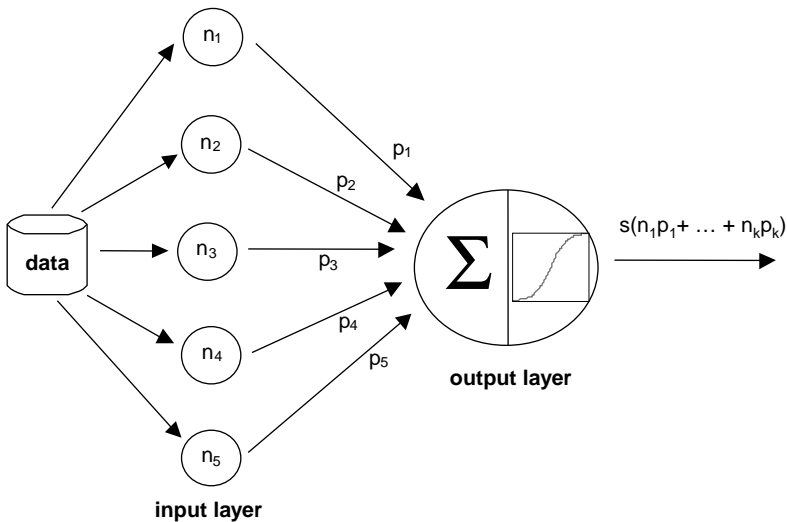 n₁
n₂
n₃
n₄
n₅
data
p₁
p₂
p₃
p₄
p₅
Σ
s(n₁p₁+ … + nₖpₖ)
output layer
input layer